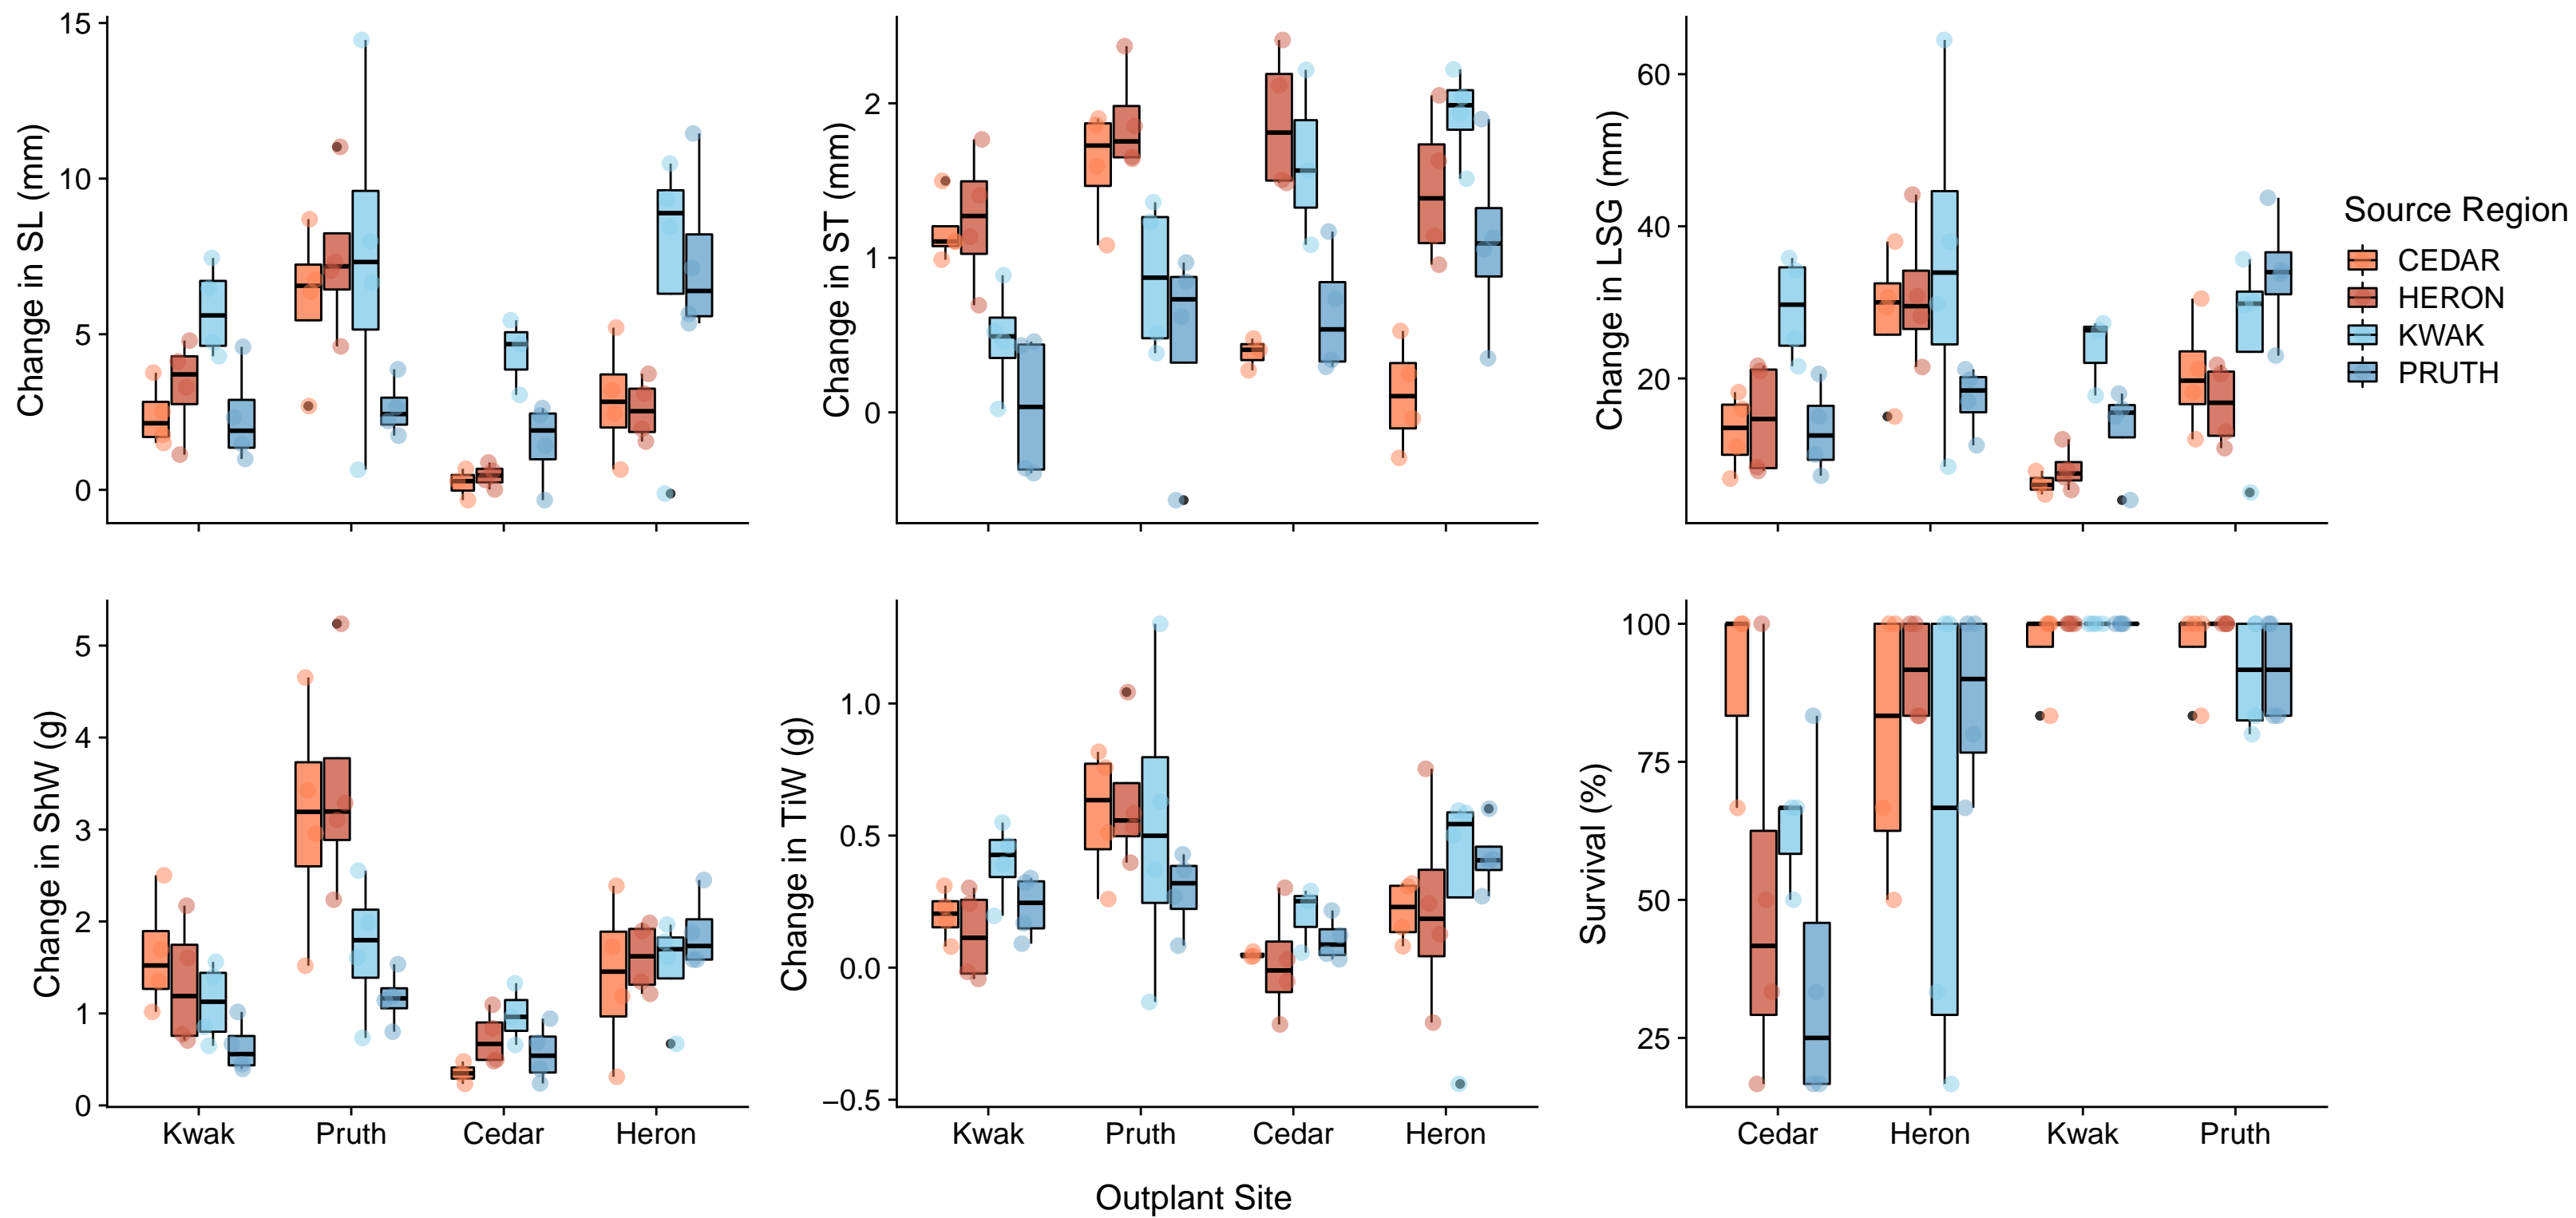 Change in SL (mm)
15
10
5
0
Change in ST (mm)
2
1
0
Change in LSG (mm)
60
40
20
Source Region
CEDAR
HERON
KWAK
PRUTH
Change in ShW (g)
5
4
3
2
1
0
Kwak Pruth Cedar Heron
Change in TiW (g)
1.0
0.5
0.0
−0.5
Kwak Pruth Cedar Heron
Survival (%)
100
75
50
25
Cedar Heron Kwak Pruth
Outplant Site